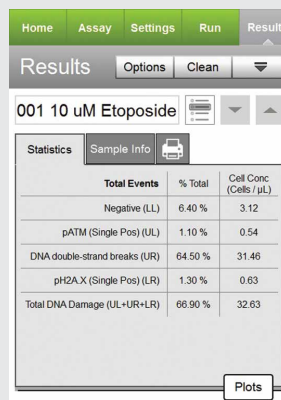 Home Assay Settings Run Result
Results Options Clean
001 10 uM Etoposide
Statistics Sample Info
Total Events % Total Cell Conc (Cells / µL)
Negative (LL) 6.40 % 3.12
pATM (Single Pos) (UL) 1.10 % 0.54
DNA double-strand breaks (UR) 64.50 % 31.46
pH2A.X (Single Pos) (LR) 1.30 % 0.63
Total DNA Damage (UL+UR+LR) 66.90 % 32.63
Plots